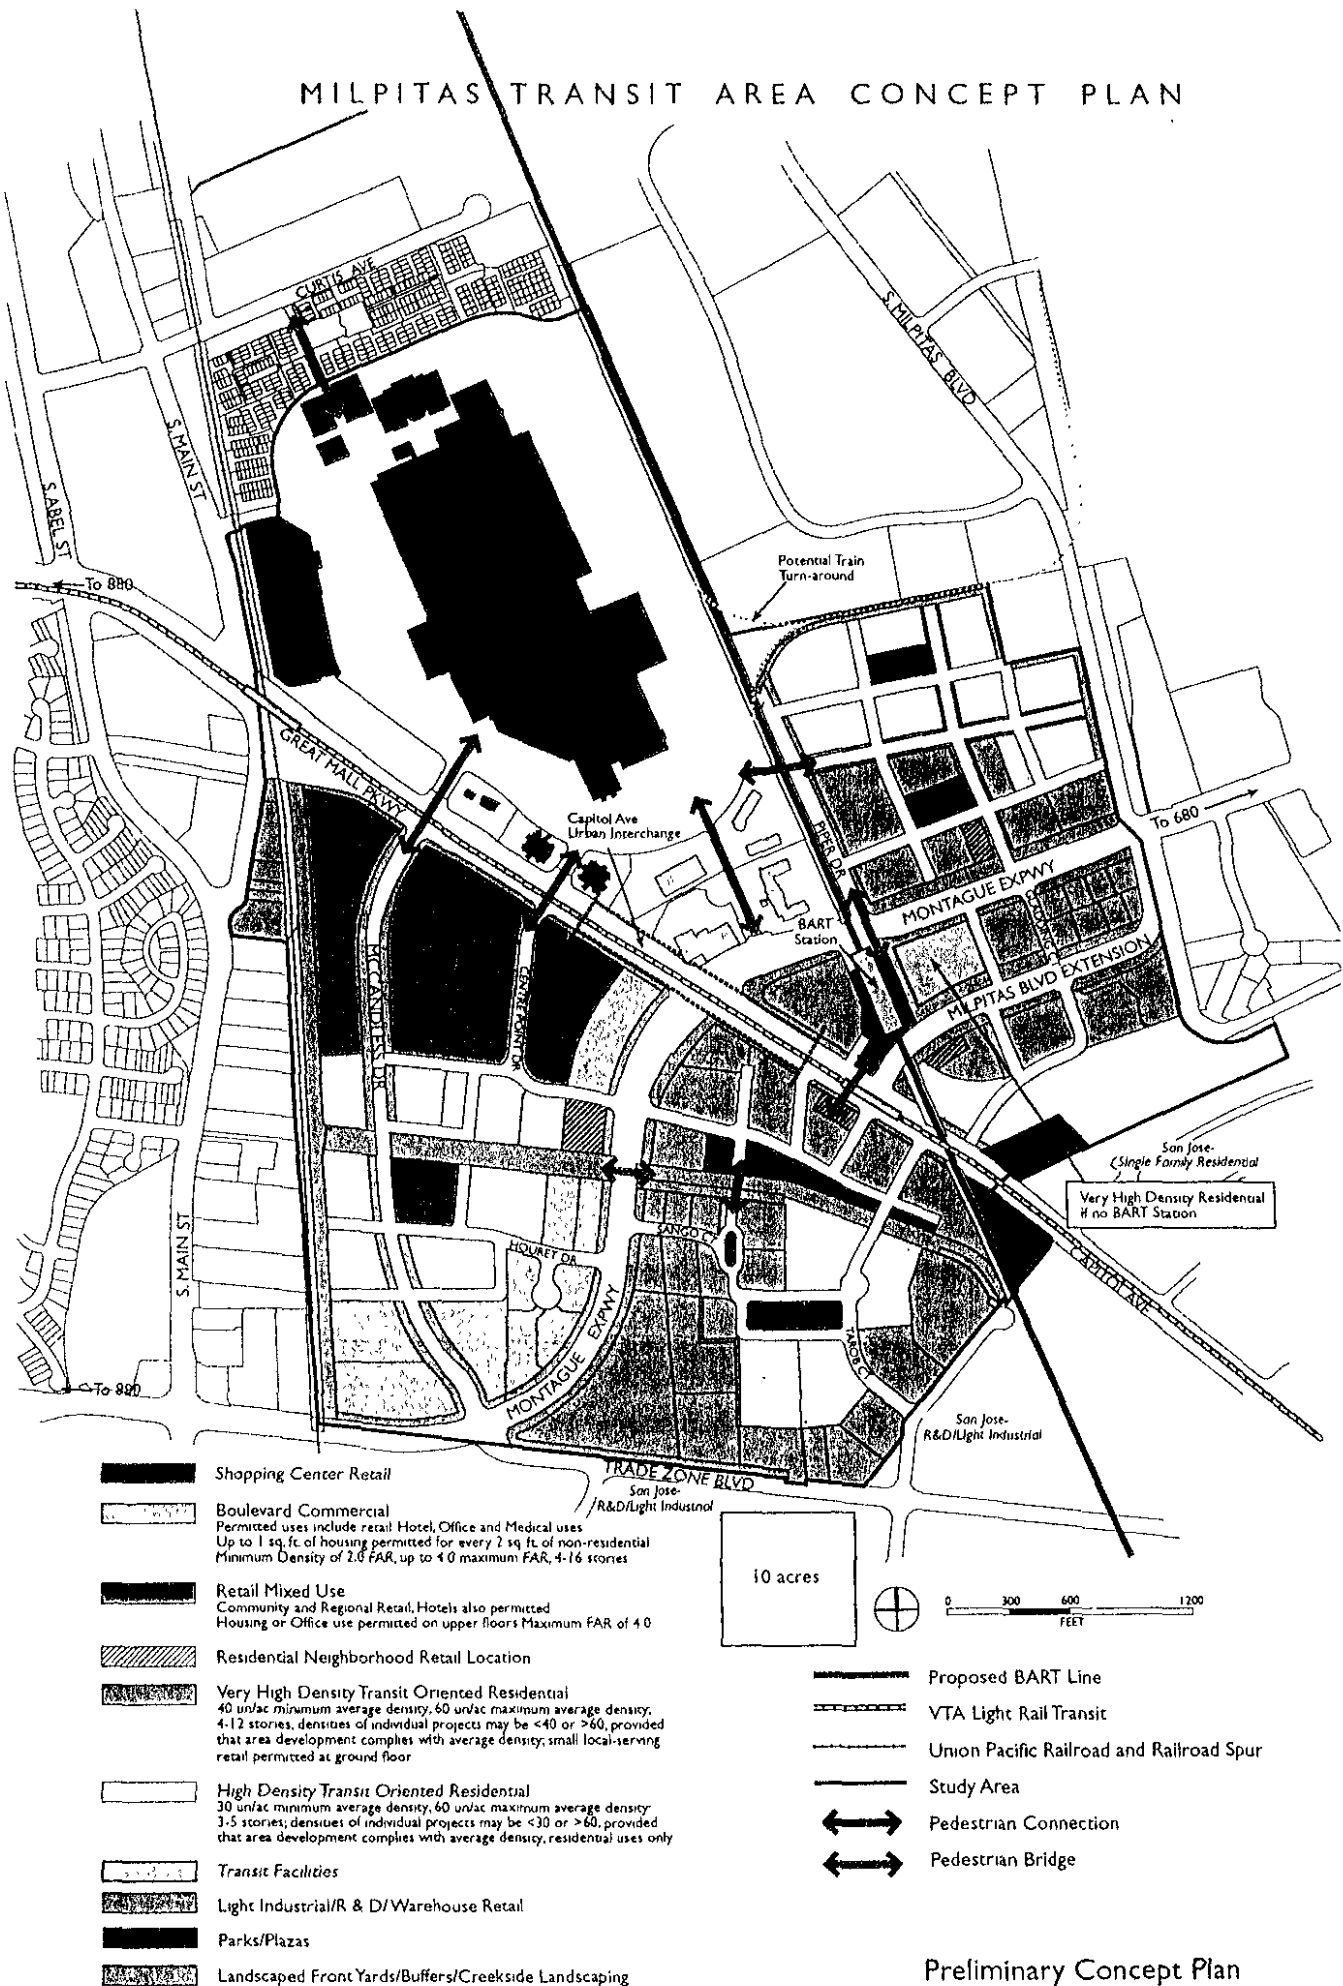 MILPITAS TRANSIT AREA CONCEPT PLAN
CURTIS AVE
S. MILPITAS BLVD
S. MAIN ST
S. ABEL ST
To 880
Potential Train
Turn-around
GREAT MALL PKWY
Capitol Ave
Urban Interchange
PIPER DR
To 680
MONTAGUE EXPWY
BART
Station
MILPITAS BLVD EXTENSION
MCCANDLESS DR
CENTRE POINT DR
San Jose-
Single Family Residential
Very High Density Residential
if no BART Station
S. MAIN ST
HOURET DR
SANGO CT
CAPITOL AVE
MONTAGUE EXPWY
TAROB CT
To 880
San Jose-
R&D/Light Industrial
TRADE ZONE BLVD
San Jose-
R&D/Light Industrial
Shopping Center Retail
Boulevard Commercial
Permitted uses include retail Hotel, Office and Medical uses
Up to 1 sq. ft. of housing permitted for every 2 sq ft. of non-residential
Minimum Density of 2.0 FAR, up to 4 0 maximum FAR, 4-16 stories
Retail Mixed Use
Community and Regional Retail, Hotels also permitted
Housing or Office use permitted on upper floors Maximum FAR of 4 0
Residential Neighborhood Retail Location
Very High Density Transit Oriented Residential
40 un/ac minimum average density, 60 un/ac maximum average density,
4-12 stories, densities of individual projects may be <40 or >60, provided
that area development complies with average density; small local-serving
retail permitted at ground floor
High Density Transit Oriented Residential
30 un/ac minimum average density, 60 un/ac maximum average density
3-5 stories; densities of individual projects may be <30 or >60, provided
that area development complies with average density, residential uses only
Transit Facilities
Light Industrial/R & D/Warehouse Retail
Parks/Plazas
Landscaped Front Yards/Buffers/Creekside Landscaping
10 acres
0 300 600 1200
FEET
Proposed BART Line
VTA Light Rail Transit
Union Pacific Railroad and Railroad Spur
Study Area
Pedestrian Connection
Pedestrian Bridge
Preliminary Concept Plan